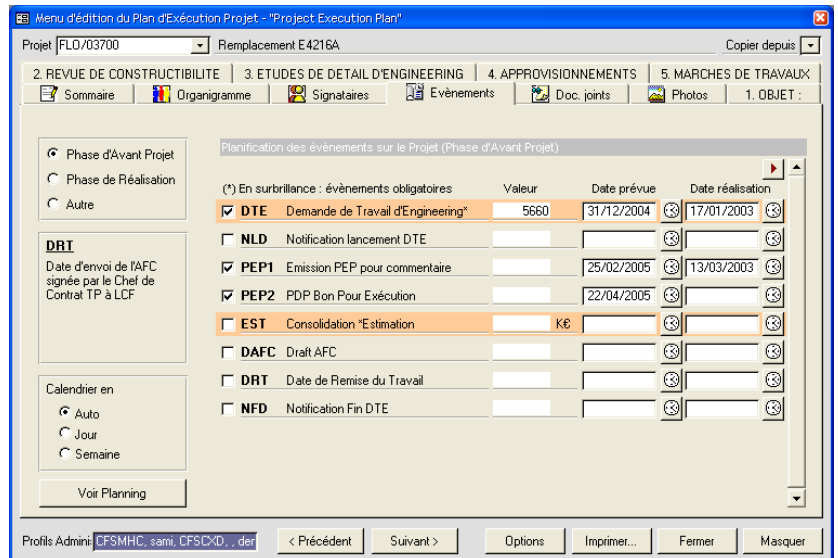 Menu d'édition du Plan d'Exécution Projet - "Project Execution Plan"
Projet FLO/03700 Remplacement E4216A Copier depuis
2. REVUE DE CONSTRUCTIBILITE 3. ETUDES DE DETAIL D'ENGINEERING 4. APPROVISIONNEMENTS 5. MARCHES DE TRAVAUX
Sommaire Organigramme Signataires Evènements Doc. joints Photos 1. OBJET :
Planification des évènements sur le Projet (Phase d'Avant Projet)
Phase d'Avant Projet
Phase de Réalisation
Autre
(*) En surbrillance : évènements obligatoires Valeur Date prévue Date réalisation
DTE Demande de Travail d'Engineering* 5660 31/12/2004 17/01/2003
NLD Notification lancement DTE
PEP1 Emission PEP pour commentaire 25/02/2005 13/03/2003
PEP2 PDP Bon Pour Exécution 22/04/2005
EST Consolidation *Estimation K€
DAFC Draft AFC
DRT Date de Remise du Travail
NFD Notification Fin DTE
DRT
Date d'envoi de l'AFC
signée par le Chef de
Contrat TP à LCF
Calendrier en
Auto
Jour
Semaine
Voir Planning
Profils Admini: CFSMHC, sami, CFSCXD, , der < Précédent Suivant > Options Imprimer... Fermer Masquer